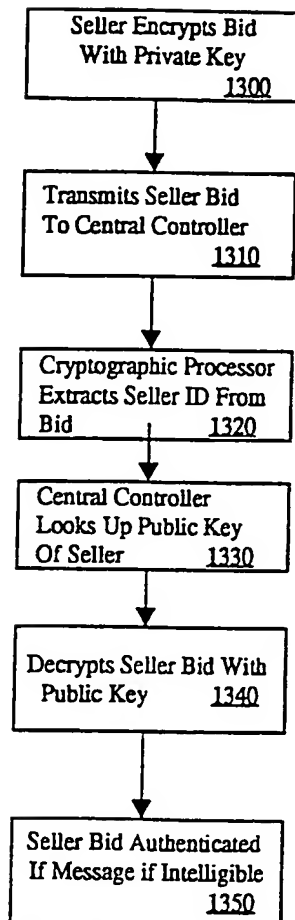 Seller Encrypts Bid
With Private Key
1300
Transmits Seller Bid
To Central Controller
1310
Cryptographic Processor
Extracts Seller ID From
Bid 1320
Central Controller
Looks Up Public Key
Of Seller 1330
Decrypts Seller Bid With
Public Key 1340
Seller Bid Authenticated
If Message if Intelligible
1350